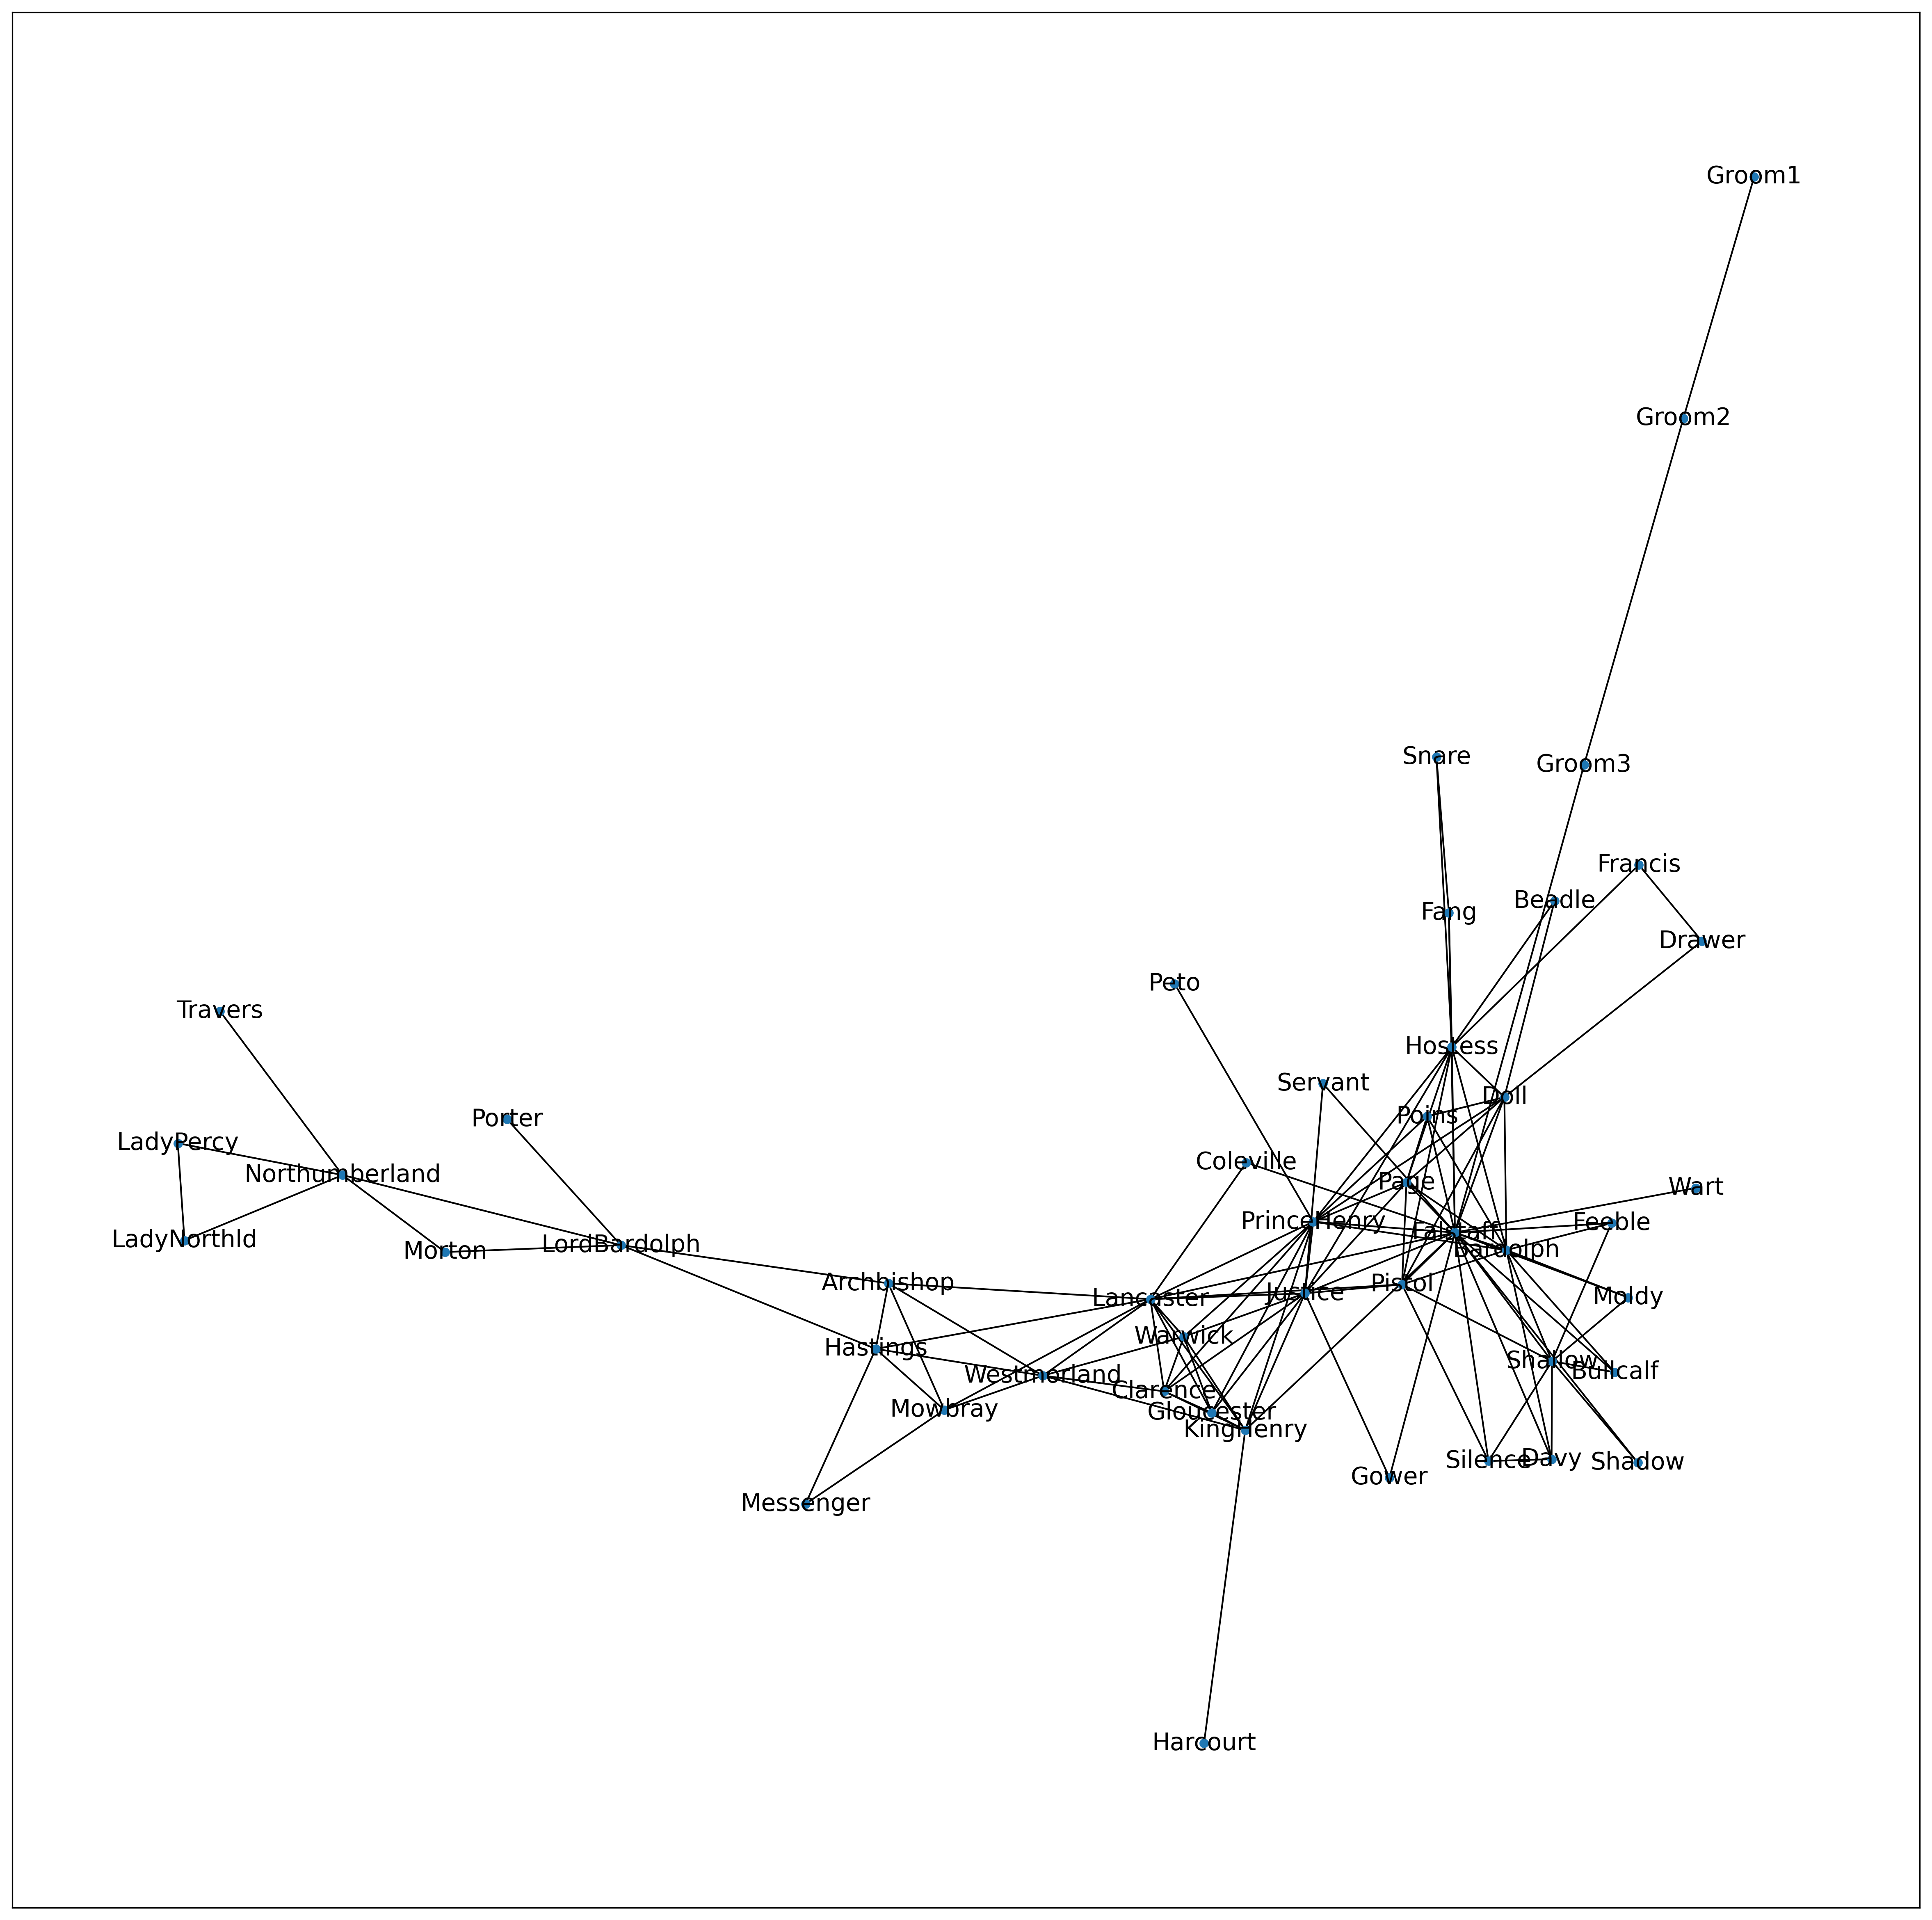 Groom1
Groom2
Snare
Groom3
Francis
Beadle
Fang
Drawer
Peto
Travers
Hostess
Servant
Doll
Poins
Porter
LadyPercy
Coleville
Northumberland
Page
Wart
PrinceHenry
Feeble
Falstaff
LadyNorthld
LordBardolph
Bardolph
Morton
Archbishop
Pistol
Justice
Moldy
Lancaster
Warwick
Hastings
Shallow
Bullcalf
Westmorland
Clarence
Mowbray
Gloucester
KingHenry
Davy
Silence
Shadow
Gower
Messenger
Harcourt